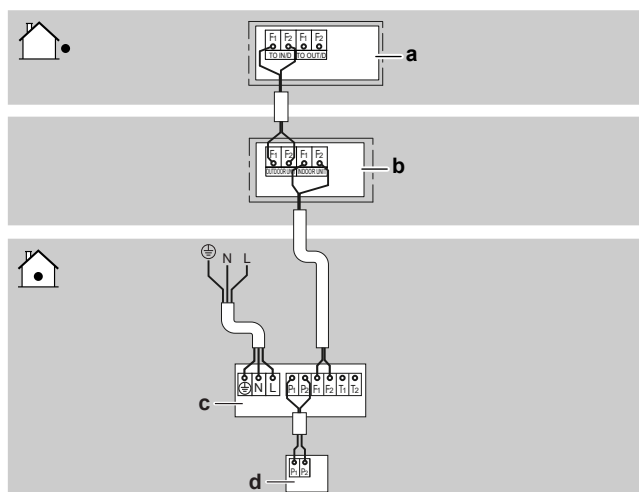 F1 F2 F1 F2
TO IN/D TO OUT/D
a
F1 F2 F1 F2
OUTDOOR UNIT INDOOR UNIT
b
N L
N L P1 P2 F1 F2 T1 T2
c
P1 P2
d